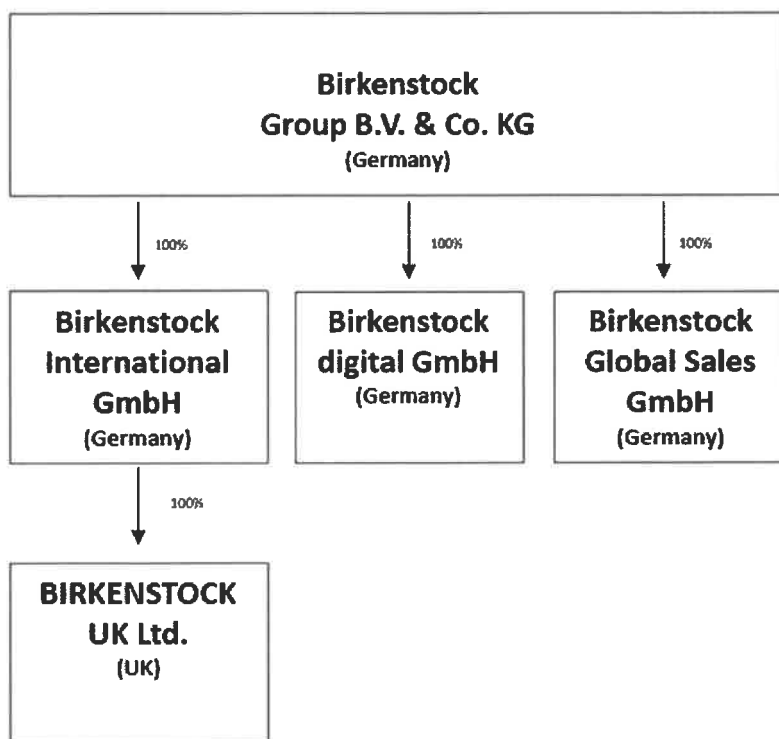 Birkenstock
Group B.V. & Co. KG
(Germany)
100%
100%
100%
Birkenstock
International
GmbH
(Germany)
Birkenstock
digital GmbH
(Germany)
Birkenstock
Global Sales
GmbH
(Germany)
100%
BIRKENSTOCK
UK Ltd.
(UK)